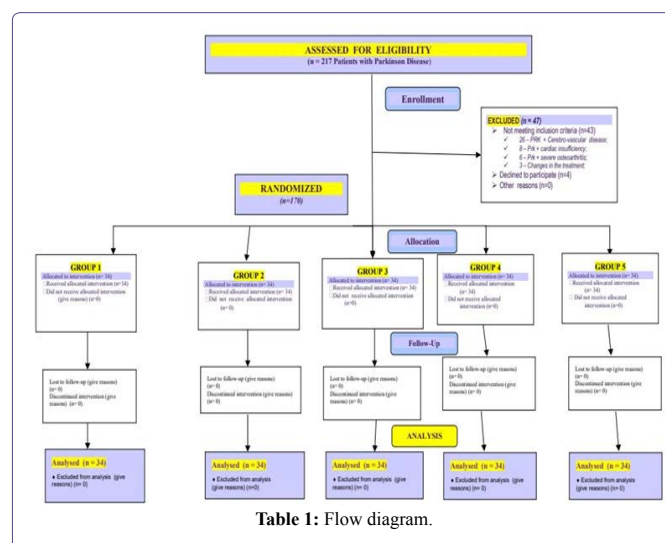 ASSESSED FOR ELIGIBILITY
(n = 217 Patients with Parkinson Disease)
Enrollment
EXCLUDED (n = 47)
➢ Not meeting inclusion criteria (n=43)
✓ 26 – PRK + Cerebro-vascular disease;
✓ 8 – Prk + cardiac insufficiency;
✓ 6 – Prk + severe osteoarthritis;
✓ 3 – Changes in the treatment;
➢ Declined to participate (n=4)
➢ Other reasons (n=0)
RANDOMIZED
(n=170)
Allocation
GROUP 1
Allocated to intervention (n= 34)
Received allocated intervention (n= 34)
Did not receive allocated intervention
(give reasons) (n=0)
GROUP 2
Allocated to intervention (n= 34)
Received allocated intervention (n= 34)
Did not receive allocated intervention
(n=0)
GROUP 3
Allocated to intervention (n= 34)
Received allocated intervention (n= 34)
Did not receive allocated intervention
(n=0)
GROUP 4
Allocated to intervention (n= 34)
Received allocated intervention (n=
34)
Did not receive allocated
intervention (n=0)
GROUP 5
Allocated to intervention (n= 34)
Received allocated intervention (n=
34)
Did not receive allocated
intervention (n=0)
Follow-Up
Lost to follow-up (give reasons)
(n= 0)
Discontinued intervention (give
reasons) (n= 0)
Lost to follow-up (give reasons)
(n= 0)
Discontinued intervention (give
reasons) (n= 0)
Lost to follow-up (give reasons)
(n= 0)
Discontinued intervention (give
reasons) (n= 0)
Lost to follow-up (give reasons)
(n= 0)
Discontinued intervention (give
reasons) (n= 0)
Lost to follow-up (give reasons)
(n= 0)
Discontinued intervention (give
reasons) (n= 0)
ANALYSIS
Analysed (n = 34)
♦ Excluded from analysis (give
reasons) (n= 0)
Analysed (n = 34)
♦ Excluded from analysis
(give reasons) (n=0)
Analysed (n = 34)
♦ Excluded from analysis (give
reasons) (n= 0)
Analysed (n = 34)
♦ Excluded from analysis
(give reasons) (n= 0)
Analysed (n = 34)
♦ Excluded from analysis
(give reasons) (n= 0)
Table 1: Flow diagram.